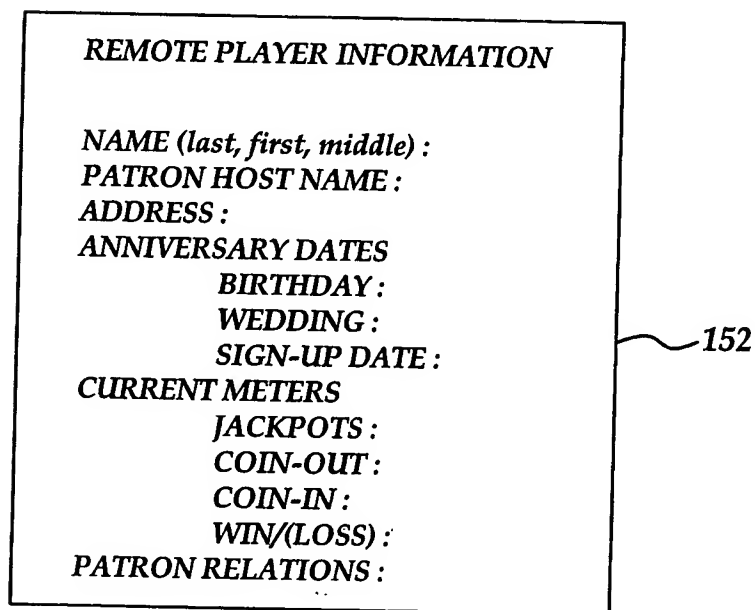 REMOTE PLAYER INFORMATION
NAME (last, first, middle) :
PATRON HOST NAME :
ADDRESS :
ANNIVERSARY DATES
BIRTHDAY :
WEDDING :
SIGN-UP DATE :
152
CURRENT METERS
JACKPOTS :
COIN-OUT :
COIN-IN :
WIN/(LOSS) :
PATRON RELATIONS :